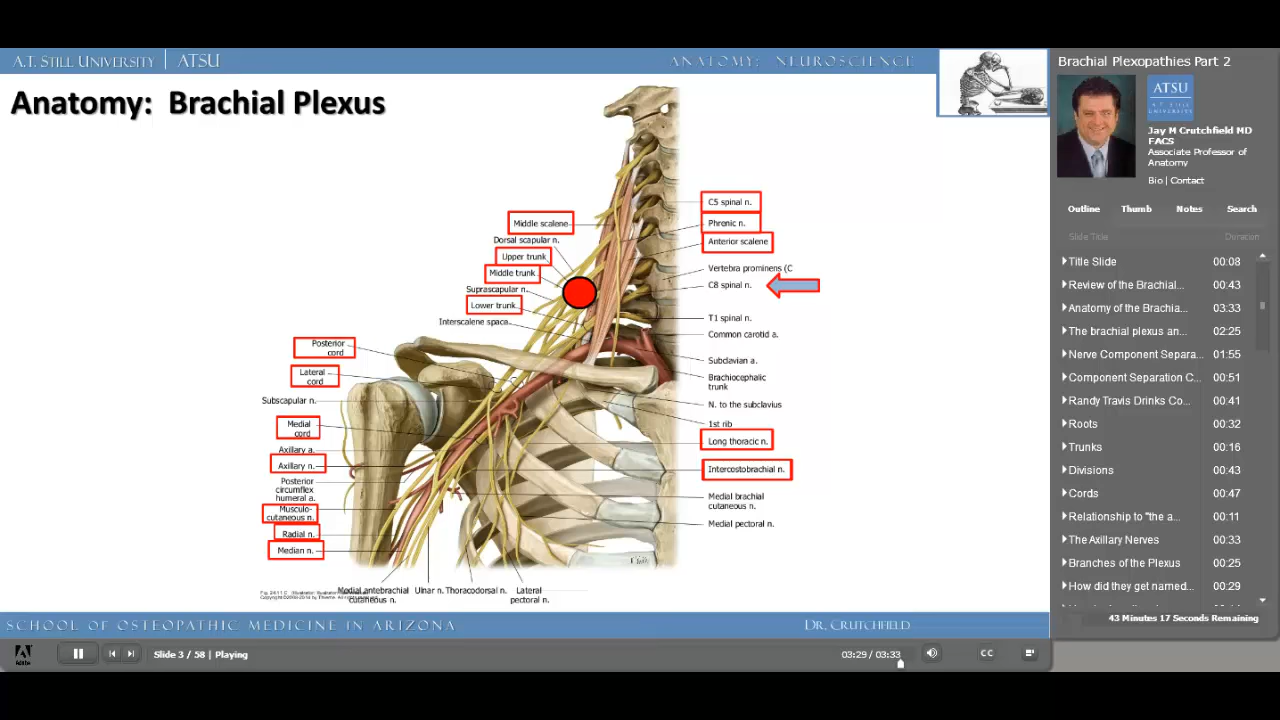 A.T. STILL UNIVERSITY | ATSU
ANATOMY: NEUROSCIENCE
Anatomy: Brachial Plexus
Middle scalene
Dorsal scapular n.
Upper trunk
Middle trunk
Suprascapular n.
Lower trunk
Interscalene space
Posterior
cord
Lateral
cord
Subscapular n.
Medial
cord
Axillary a.
Axillary n.
Posterior
circumflex
humeral a.
Musculo-
cutaneous n.
Radial n.
Median n.
C5 spinal n.
Phronic n.
Anterior scalene
Vertebra prominens (C
C8 spinal n.
T1 spinal n.
Common carotid a.
Subclavian a.
Brachiocephalic
trunk
N. to the subclavius
1st rib
Long thoracic n.
Intercostobrachial n.
Medial brachial
cutaneous n.
Medial pectoral n.
Medial antebrachial
cutaneous n.
Ulnar n.
Thoracodorsal n.
Lateral
pectoral n.
SCHOOL OF OSTEOPATHIC MEDICINE IN ARIZONA
DR. CRUTCHFIELD
Adobe
Slide 3 / 58 | Playing
03:29 / 03:33
CC
Brachial Plexopathies Part 2
ATSU
A.T. STILL
UNIVERSITY
Jay M Crutchfield MD
FACS
Associate Professor of
Anatomy
Bio | Contact
Outline Thumb Notes Search
Slide Title Duration
Title Slide 00:08
Review of the Brachial... 00:43
Anatomy of the Brachia... 03:33
The brachial plexus an... 02:25
Nerve Component Separa... 01:55
Component Separation C... 00:51
Randy Travis Drinks Co... 00:41
Roots 00:32
Trunks 00:16
Divisions 00:43
Cords 00:47
Relationship to "the a... 00:11
The Axillary Nerves 00:33
Branches of the Plexus 00:25
How did they get named... 01:29
43 Minutes 17 Seconds Remaining